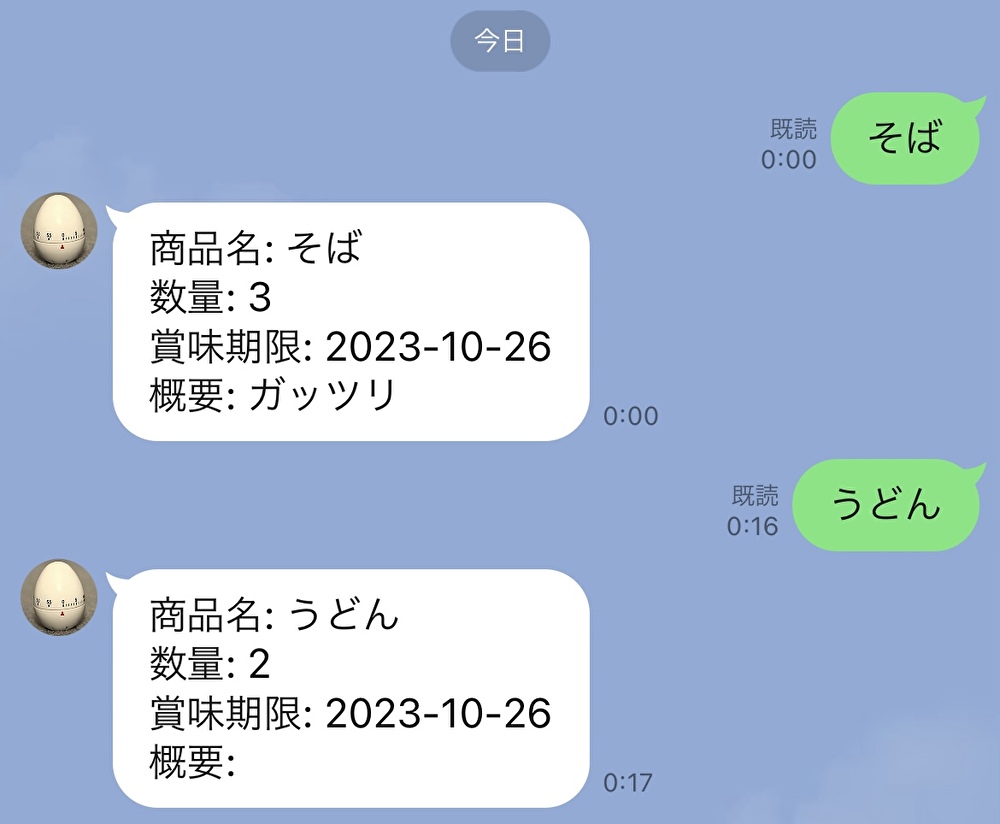 今日
そば
既読
0:00
商品名: そば
数量: 3
賞味期限: 2023-10-26
概要: ガッツリ
0:00
うどん
既読
0:16
商品名: うどん
数量: 2
賞味期限: 2023-10-26
概要:
0:17